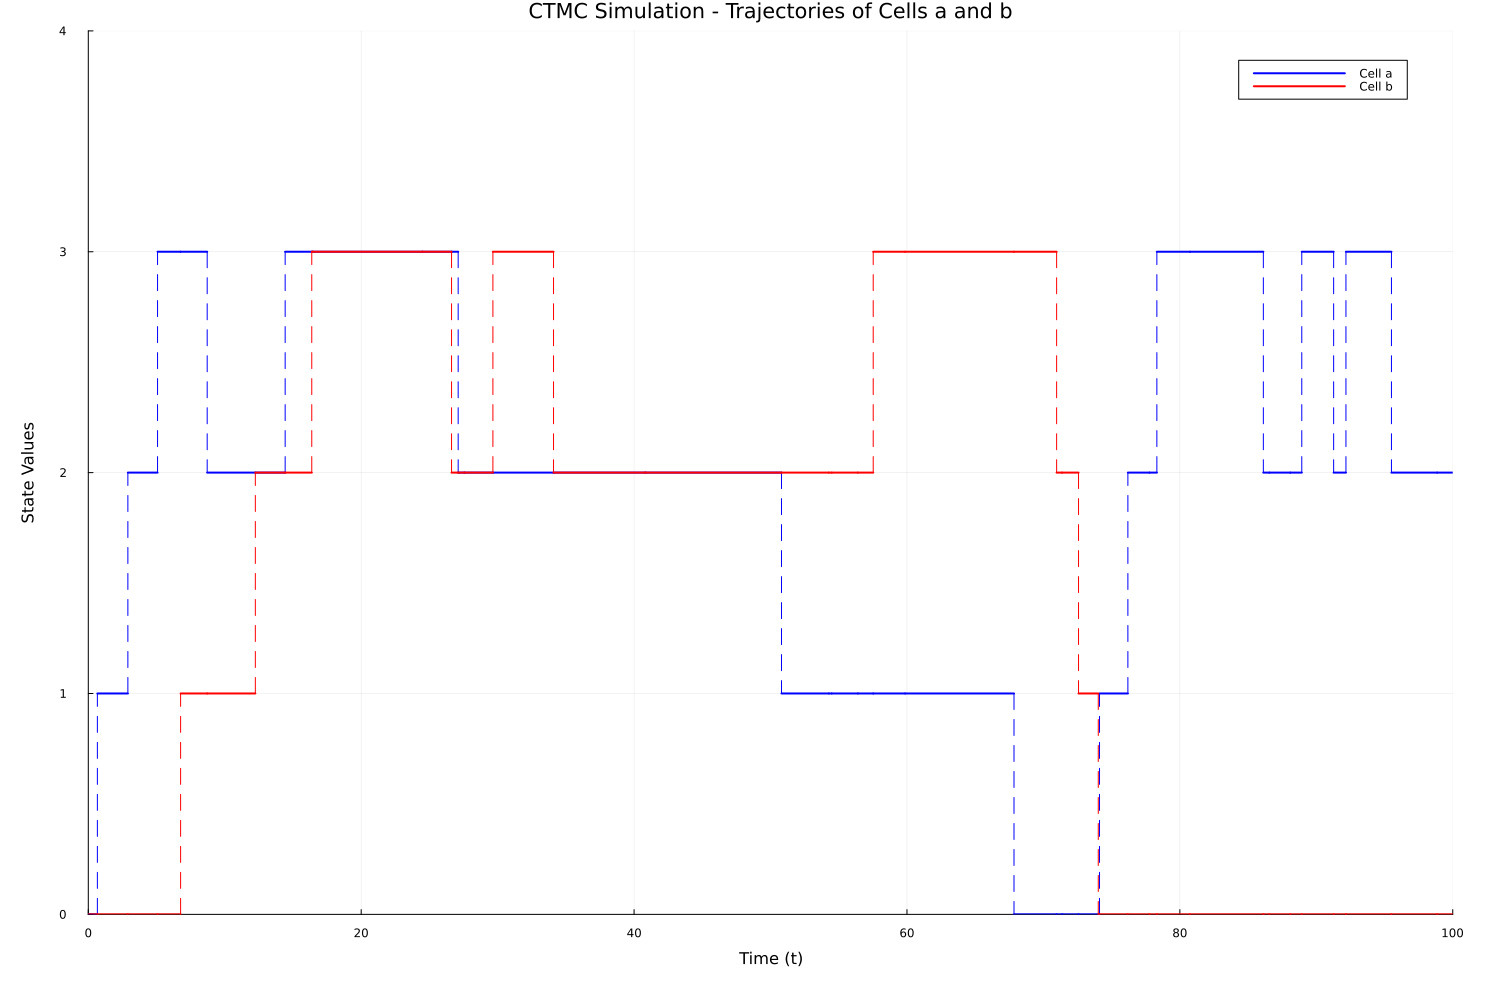 CTMC Simulation - Trajectories of Cells a and b
4
Cell a
Cell b
3
State Values
2
1
0
0 20 40 60 80 100
Time (t)